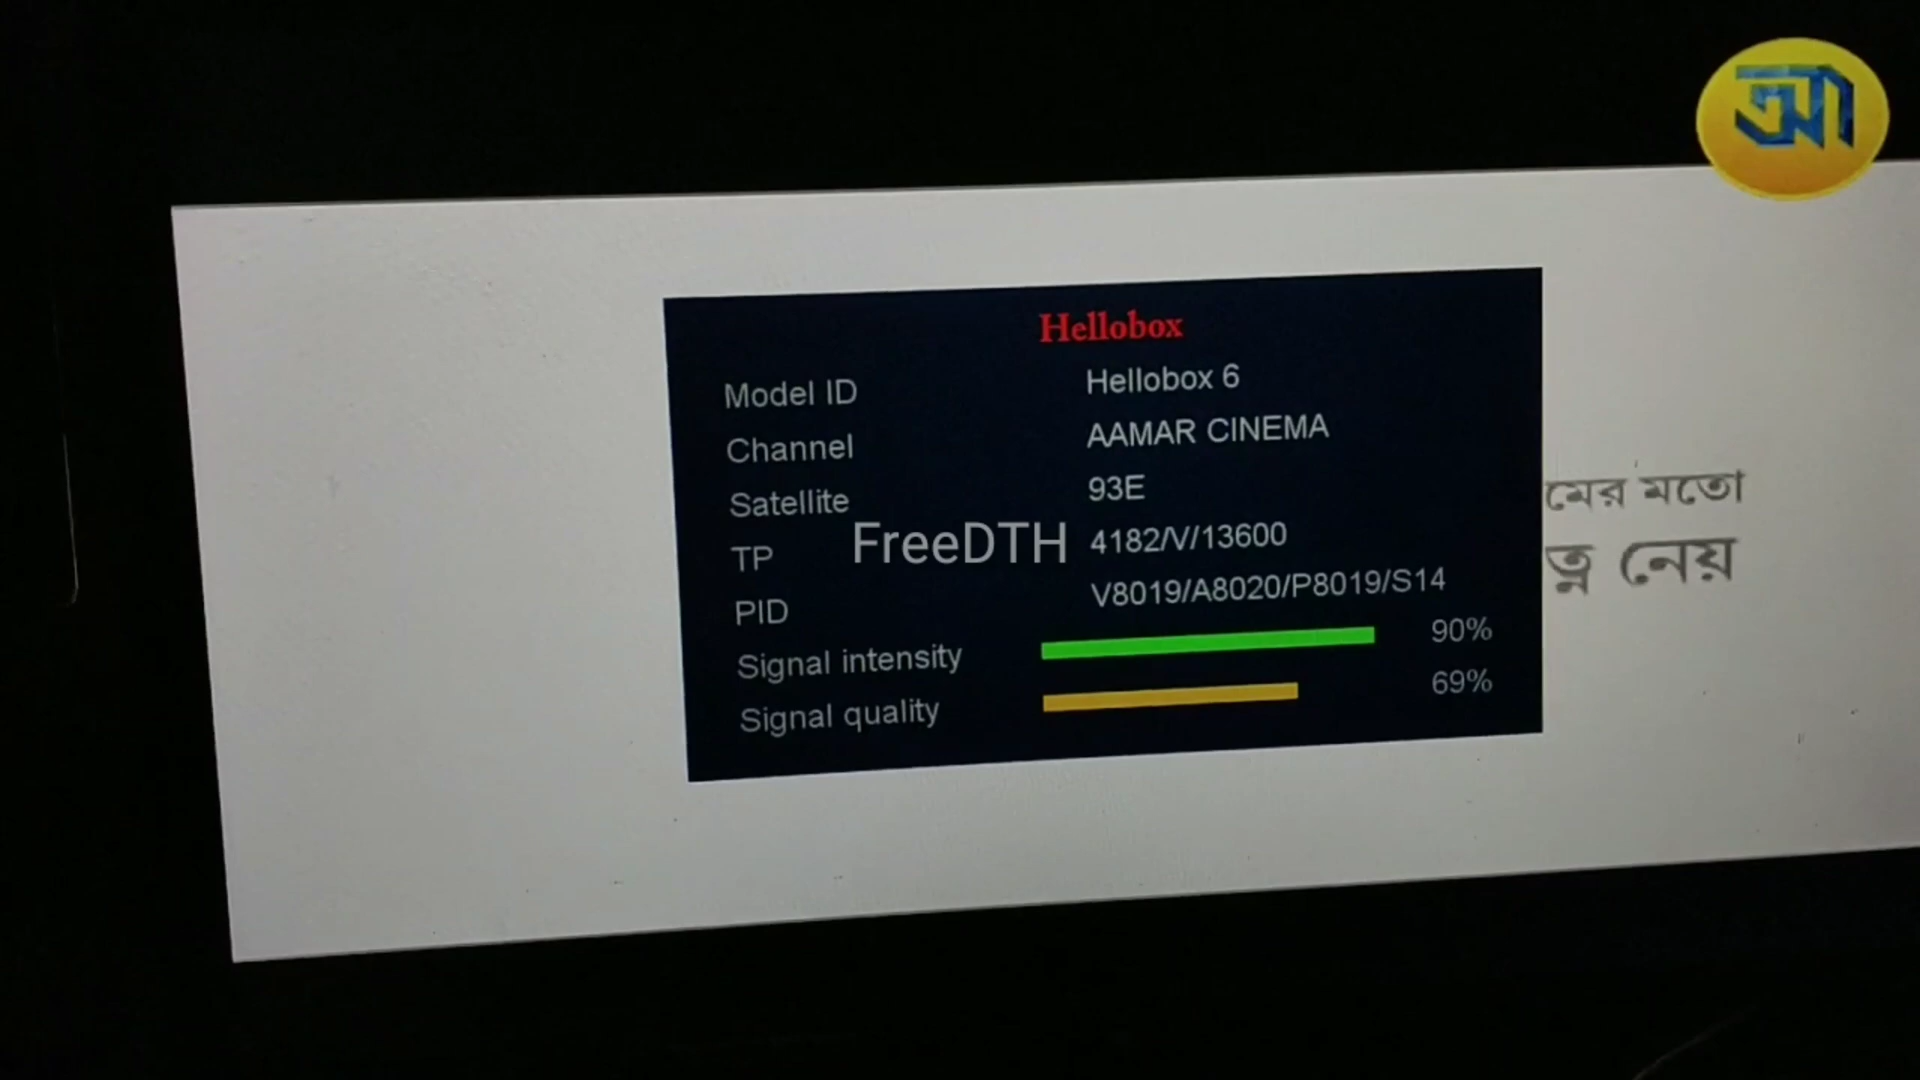 আ
Hellobox
Model ID Hellobox 6
Channel AAMAR CINEMA
Satellite 93E
TP 4182/V/13600
PID V8019/A8020/P8019/S14
Signal intensity 90%
Signal quality 69%
FreeDTH
মের মতো
নেয়